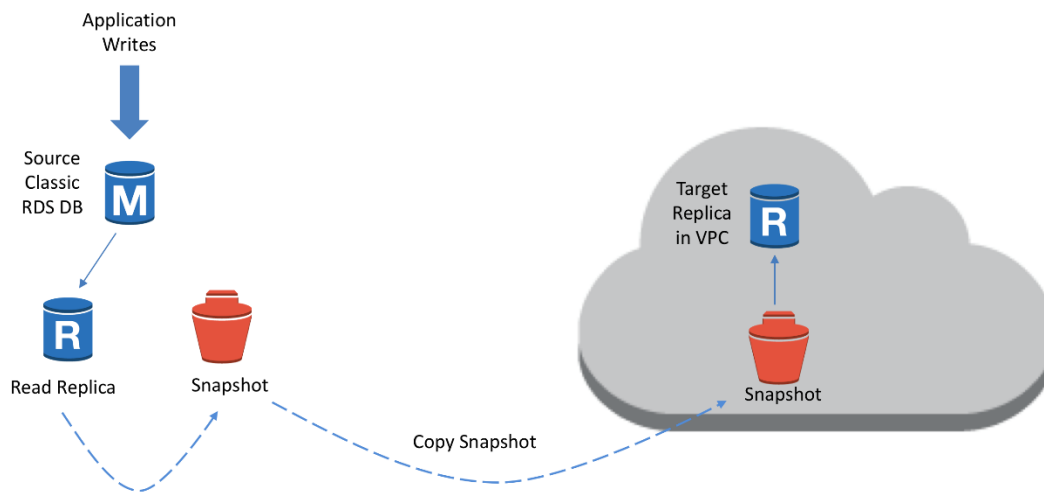 Application
Writes
Source
Classic
RDS DB
M
R
Read Replica
Snapshot
Copy Snapshot
Target
Replica
in VPC
R
Snapshot